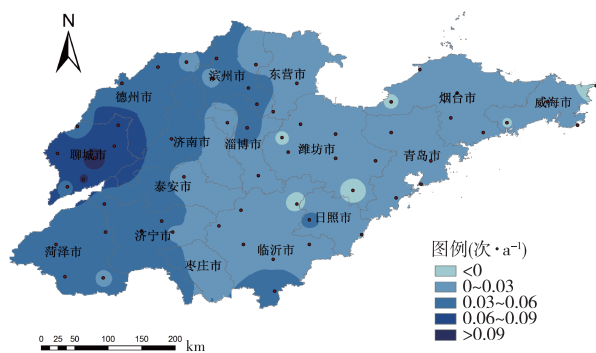 N
滨州市
东营市
德州市
烟台市
威海市
聊城市
济南市
淄博市
潍坊市
青岛市
泰安市
日照市
菏泽市
济宁市
临沂市
枣庄市
图例(次·a⁻¹)
<0
0~0.03
0.03~0.06
0.06~0.09
>0.09
0 25 50 100 150 200
km